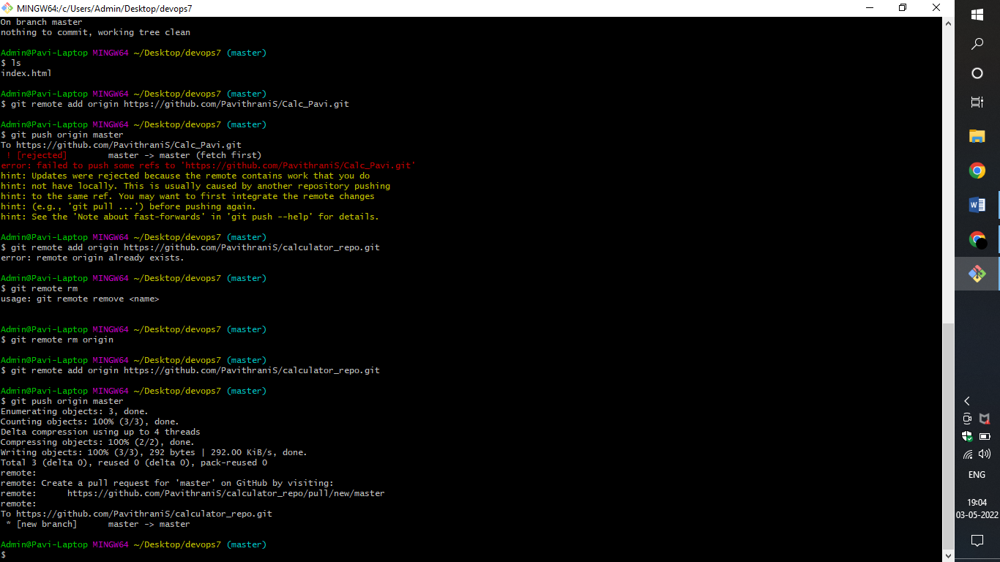 MINGW64:/c/Users/Admin/Desktop/devops7
On branch master
nothing to commit, working tree clean
Admin@Pavi-Laptop MINGW64 ~/Desktop/devops7 (master)
$ ls
index.html
Admin@Pavi-Laptop MINGW64 ~/Desktop/devops7 (master)
$ git remote add origin https://github.com/PavithraniS/Calc_Pavi.git
Admin@Pavi-Laptop MINGW64 ~/Desktop/devops7 (master)
$ git push origin master
To https://github.com/PavithraniS/Calc_Pavi.git
! [rejected]        master -> master (fetch first)
error: failed to push some refs to 'https://github.com/PavithraniS/Calc_Pavi.git'
hint: Updates were rejected because the remote contains work that you do
hint: not have locally. This is usually caused by another repository pushing
hint: to the same ref. You may want to first integrate the remote changes
hint: (e.g., 'git pull ...') before pushing again.
hint: See the 'Note about fast-forwards' in 'git push --help' for details.
Admin@Pavi-Laptop MINGW64 ~/Desktop/devops7 (master)
$ git remote add origin https://github.com/PavithraniS/calculator_repo.git
error: remote origin already exists.
Admin@Pavi-Laptop MINGW64 ~/Desktop/devops7 (master)
$ git remote rm
usage: git remote remove <name>
Admin@Pavi-Laptop MINGW64 ~/Desktop/devops7 (master)
$ git remote rm origin
Admin@Pavi-Laptop MINGW64 ~/Desktop/devops7 (master)
$ git remote add origin https://github.com/PavithraniS/calculator_repo.git
Admin@Pavi-Laptop MINGW64 ~/Desktop/devops7 (master)
$ git push origin master
Enumerating objects: 3, done.
Counting objects: 100% (3/3), done.
Delta compression using up to 4 threads
Compressing objects: 100% (2/2), done.
Writing objects: 100% (3/3), 292 bytes | 292.00 KiB/s, done.
Total 3 (delta 0), reused 0 (delta 0), pack-reused 0
remote:
remote: Create a pull request for 'master' on GitHub by visiting:
remote:      https://github.com/PavithraniS/calculator_repo/pull/new/master
remote:
To https://github.com/PavithraniS/calculator_repo.git
* [new branch]      master -> master
Admin@Pavi-Laptop MINGW64 ~/Desktop/devops7 (master)
$
ENG
19:04
03-05-2022